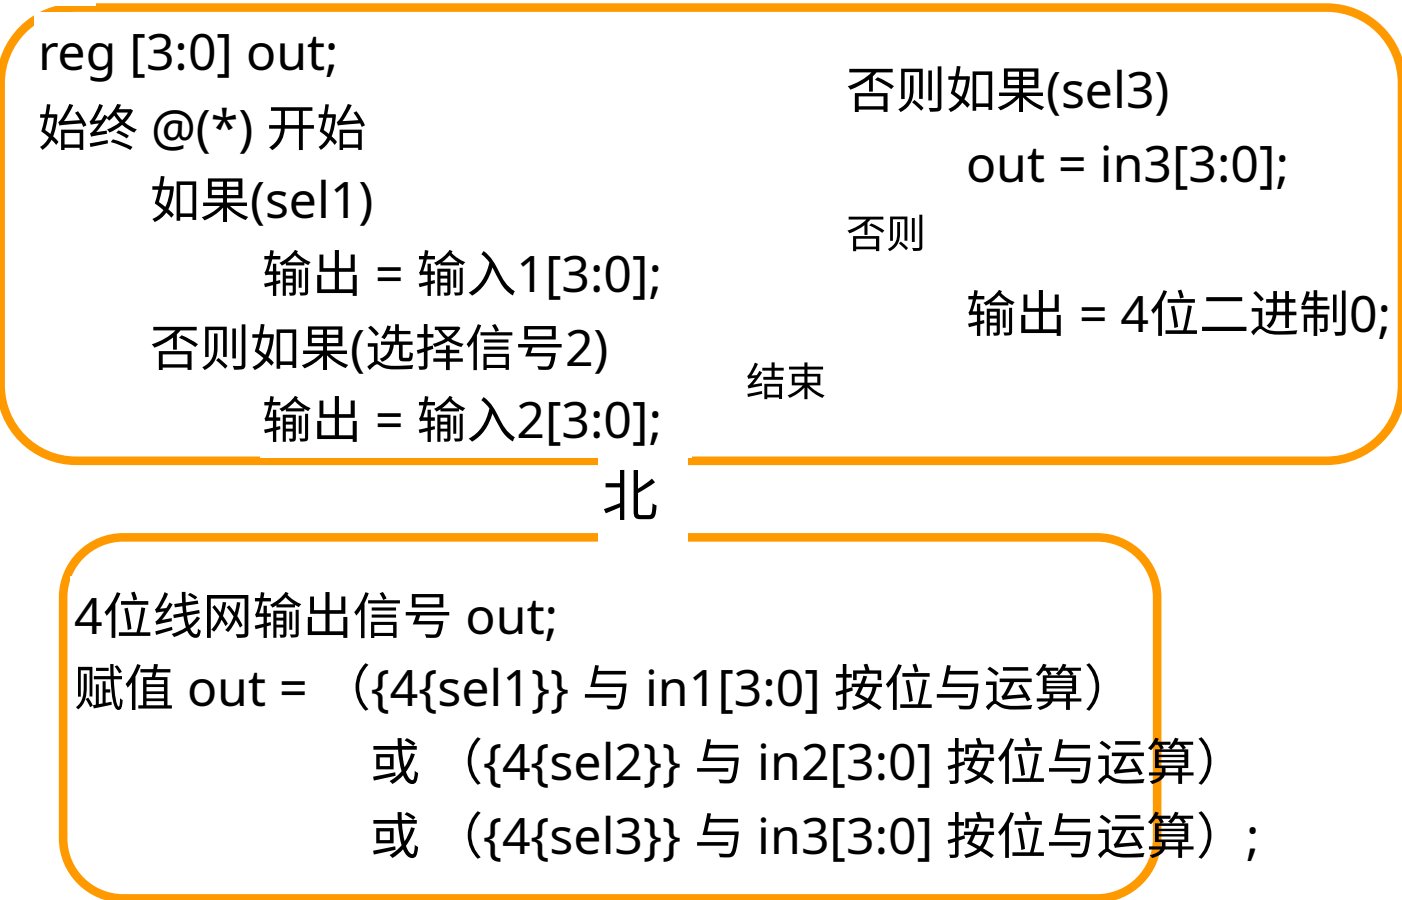 reg [3:0] out;
始终 @(*) 开始
如果(sel1)
输出 = 输入1[3:0];
否则如果(选择信号2)
输出 = 输入2[3:0];
否则如果(sel3)
out = in3[3:0];
否则
输出 = 4位二进制0;
结束
北
4位线网输出信号 out;
赋值 out = （{4{sel1}} 与 in1[3:0] 按位与运算）
或 （{4{sel2}} 与 in2[3:0] 按位与运算）
或 （{4{sel3}} 与 in3[3:0] 按位与运算）;